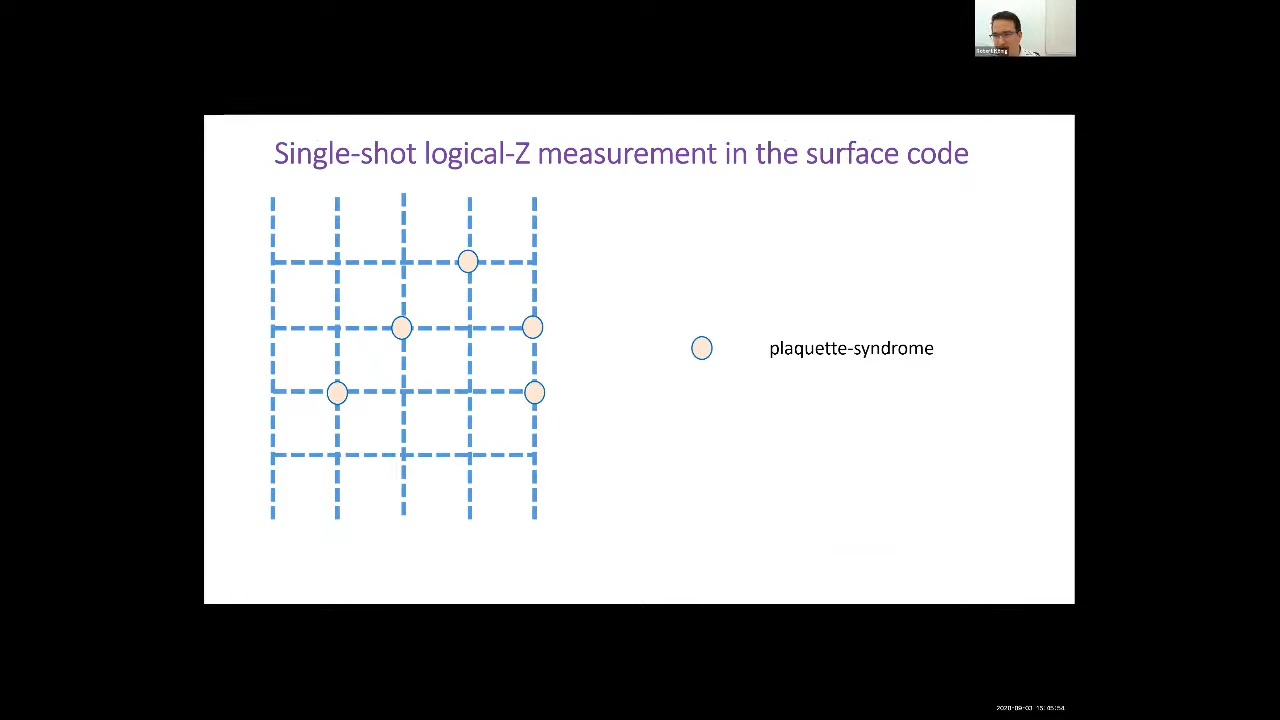 Single-shot logical-Z measurement in the surface code
plaquette-syndrome